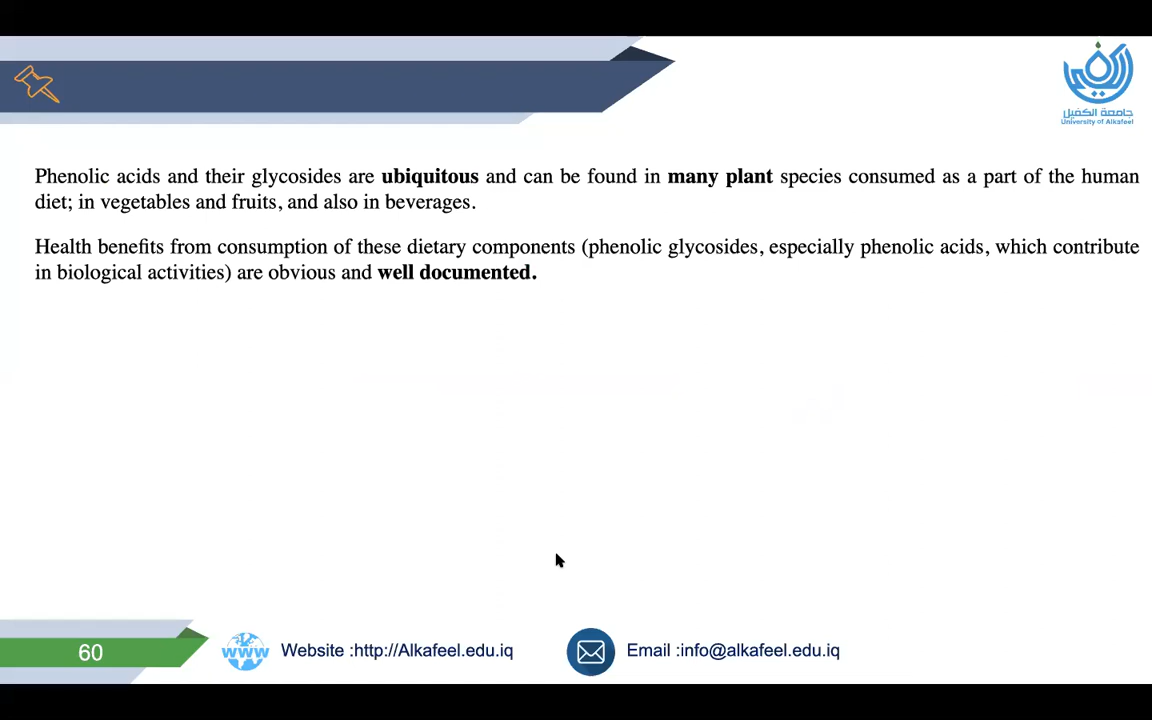 جامعة الكفيل
University of Alkafeel
Phenolic acids and their glycosides are ubiquitous and can be found in many plant species consumed as a part of the human
diet; in vegetables and fruits, and also in beverages.
Health benefits from consumption of these dietary components (phenolic glycosides, especially phenolic acids, which contribute
in biological activities) are obvious and well documented.
60
WWW
Website :http://Alkafeel.edu.iq
Email :info@alkafeel.edu.iq